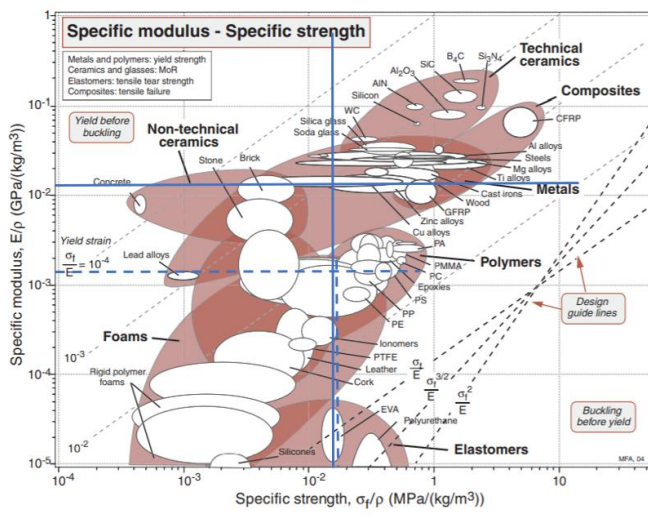 Specific modulus - Specific strength
Metals and polymers: yield strength
Ceramics and glasses: MoR
Elastomers: tensile tear strength
Composites: tensile failure
Yield before
buckling
Technical
ceramics
Composites
CFRP
Si₃N₄
B₄C
SiC
Al₂O₃
AlN
Silicon
WC
Silica glass
Soda glass
Non-technical
ceramics
Stone
Brick
Concrete
Al alloys
Steels
Mg alloys
Ti alloys
Metals
Cast irons
Wood
GFRP
Zinc alloys
Cu alloys
PA
Polymers
PMMA
PC
Epoxies
PS
PP
PE
Yield strain
σf/E = 10⁻⁴
Lead alloys
Design
guide lines
Foams
Ionomers
PTFE
Leather
Cork
Rigid polymer
foams
10⁻³
10⁻²
σf/E
σf^3/2/E
σf²/E
EVA
Polyurethane
Silicones
Elastomers
Buckling
before yield
MFA, 04
Specific modulus, E/ρ (GPa/(kg/m³)
1
10⁻¹
10⁻²
10⁻³
10⁻⁴
10⁻⁵
10⁻⁴ 10⁻³ 10⁻² 10⁻¹ 1 10
Specific strength, σf/ρ (MPa/(kg/m³)